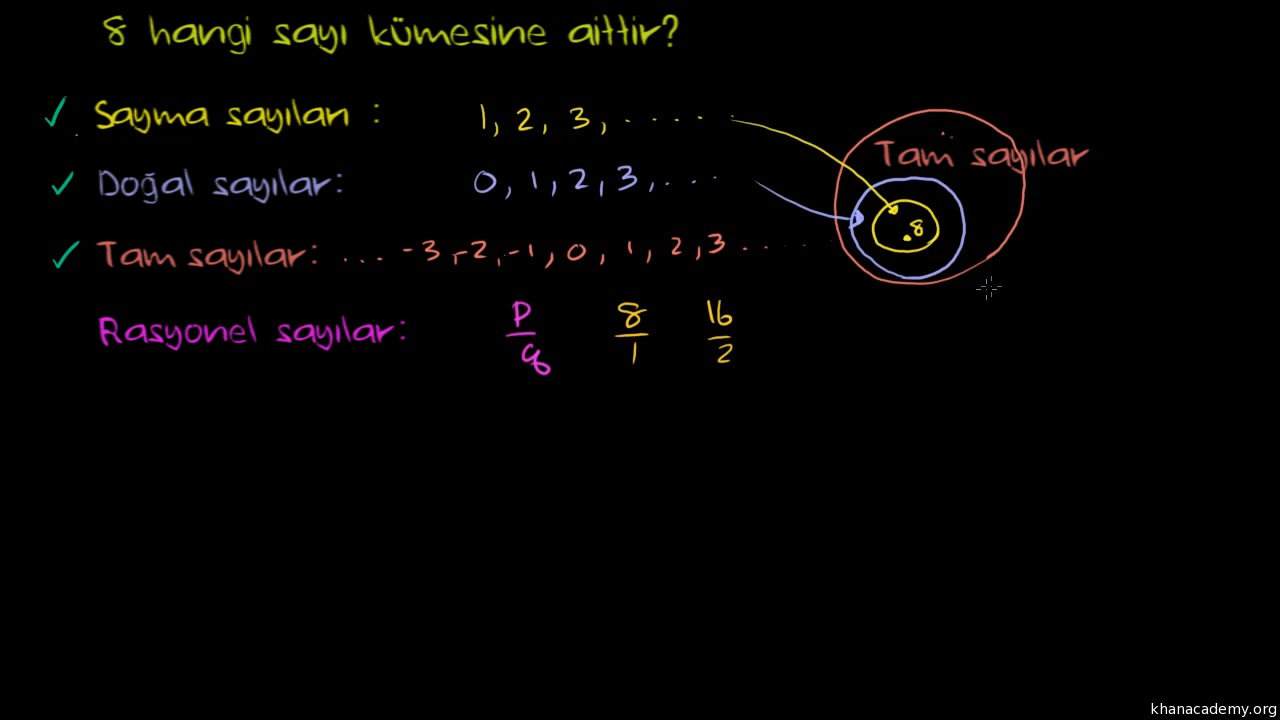 8 hangi sayı kümesine aittir?
✓ Sayma sayıları : 1, 2, 3, . . . . .
✓ Doğal sayılar: 0, 1, 2, 3, . . .
✓ Tam sayılar: ... -3, -2, -1, 0, 1, 2, 3 . . . . . .
Rasyonel sayılar: p/q 8/1 16/2
Tam sayılar
8
khanacademy.org